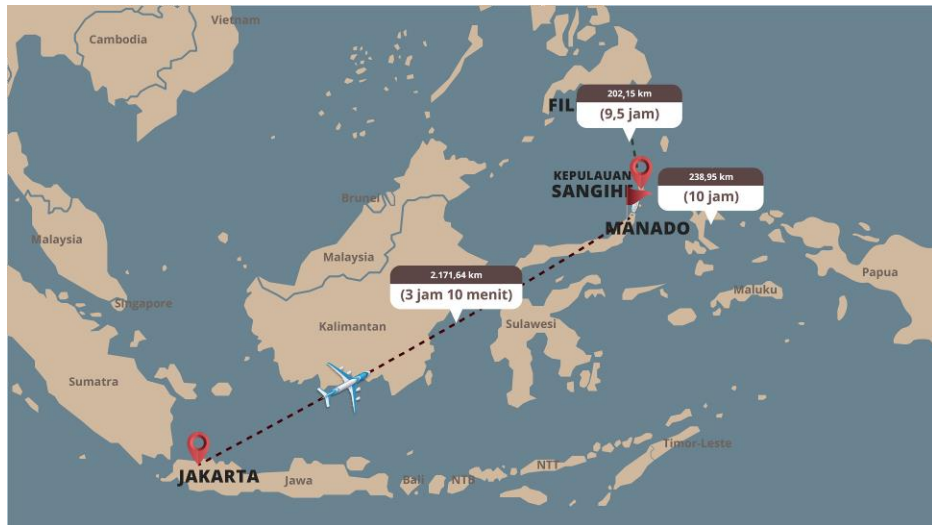 Vietnam
Cambodia
202,15 km
FIL
(9,5 jam)
KEPULAUAN
SANGIHE
238,95 km
(10 jam)
Brunei
MANADO
Malaysia
Malaysia
2.171,64 km
(3 jam 10 menit)
Papua
Maluku
Singapore
Kalimantan
Sulawesi
Sumatra
Timor-Leste
JAKARTA
Jawa
Bali
NTB
NTT